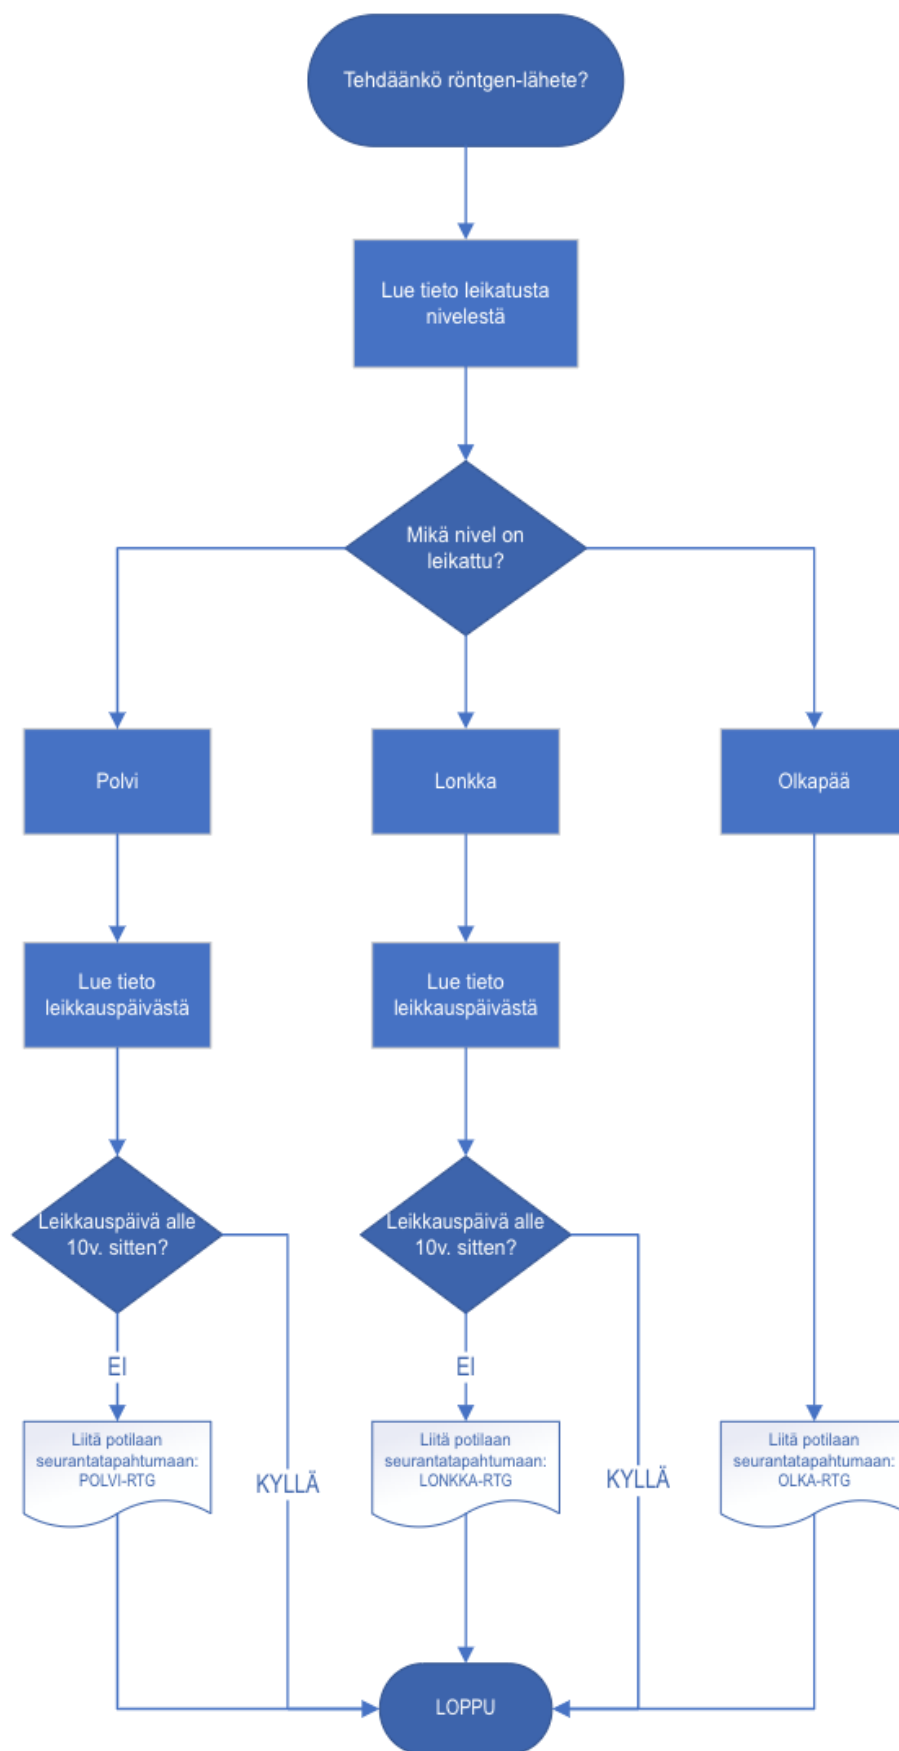 Tehdäänkö röntgen-lähete?
Lue tieto leikatusta
nivelestä
Mikä nivel on
leikattu?
Polvi
Lonkka
Olkapää
Lue tieto
leikkauspäivästä
Lue tieto
leikkauspäivästä
Leikkauspäivä alle
10v. sitten?
Leikkauspäivä alle
10v. sitten?
EI
EI
Liitä potilaan
seurantatapahtumaan:
POLVI-RTG
KYLLÄ
Liitä potilaan
seurantatapahtumaan:
LONKKA-RTG
KYLLÄ
Liitä potilaan
seurantatapahtumaan:
OLKA-RTG
LOPPU